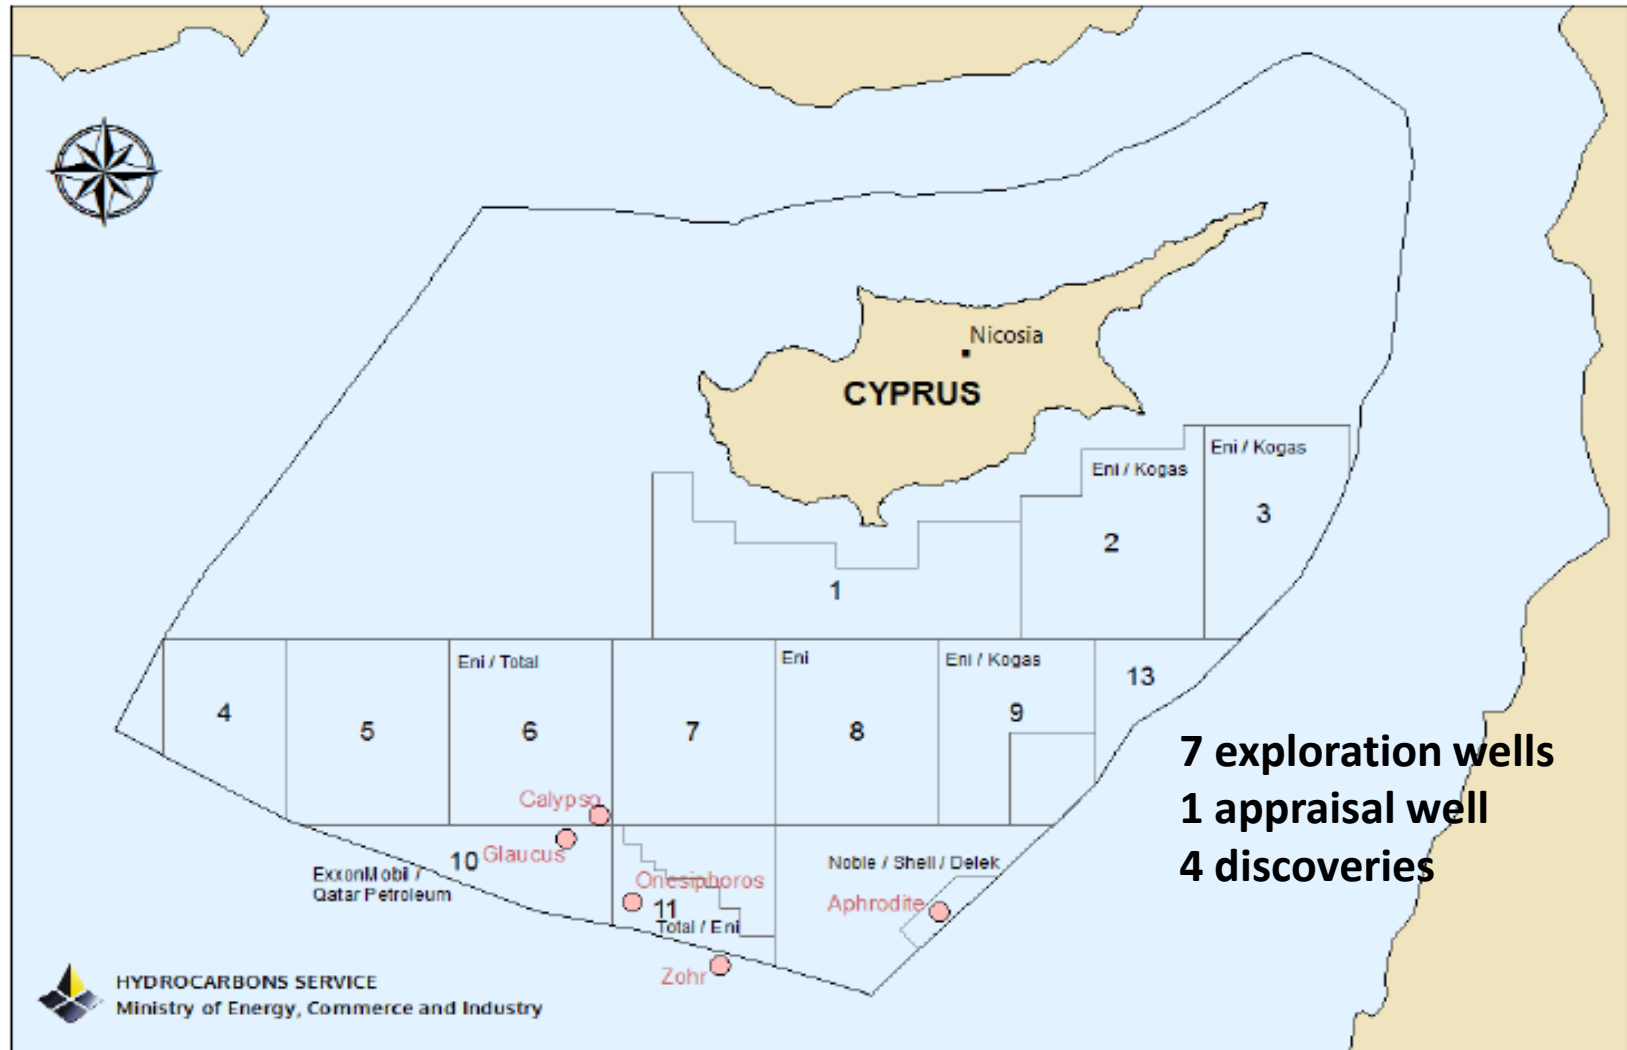 Nicosia
CYPRUS
Eni / Kogas
Eni / Kogas
3
2
1
Eni / Total
Eni
Eni / Kogas
13
4
5
6
7
8
9
7 exploration wells
1 appraisal well
4 discoveries
Calypso
Glaucus
10
ExxonMobil /
Qatar Petroleum
Onesiphoros
11
Total / Eni
Noble / Shell / Delek
Aphrodite
Zohr
HYDROCARBONS SERVICE
Ministry of Energy, Commerce and Industry